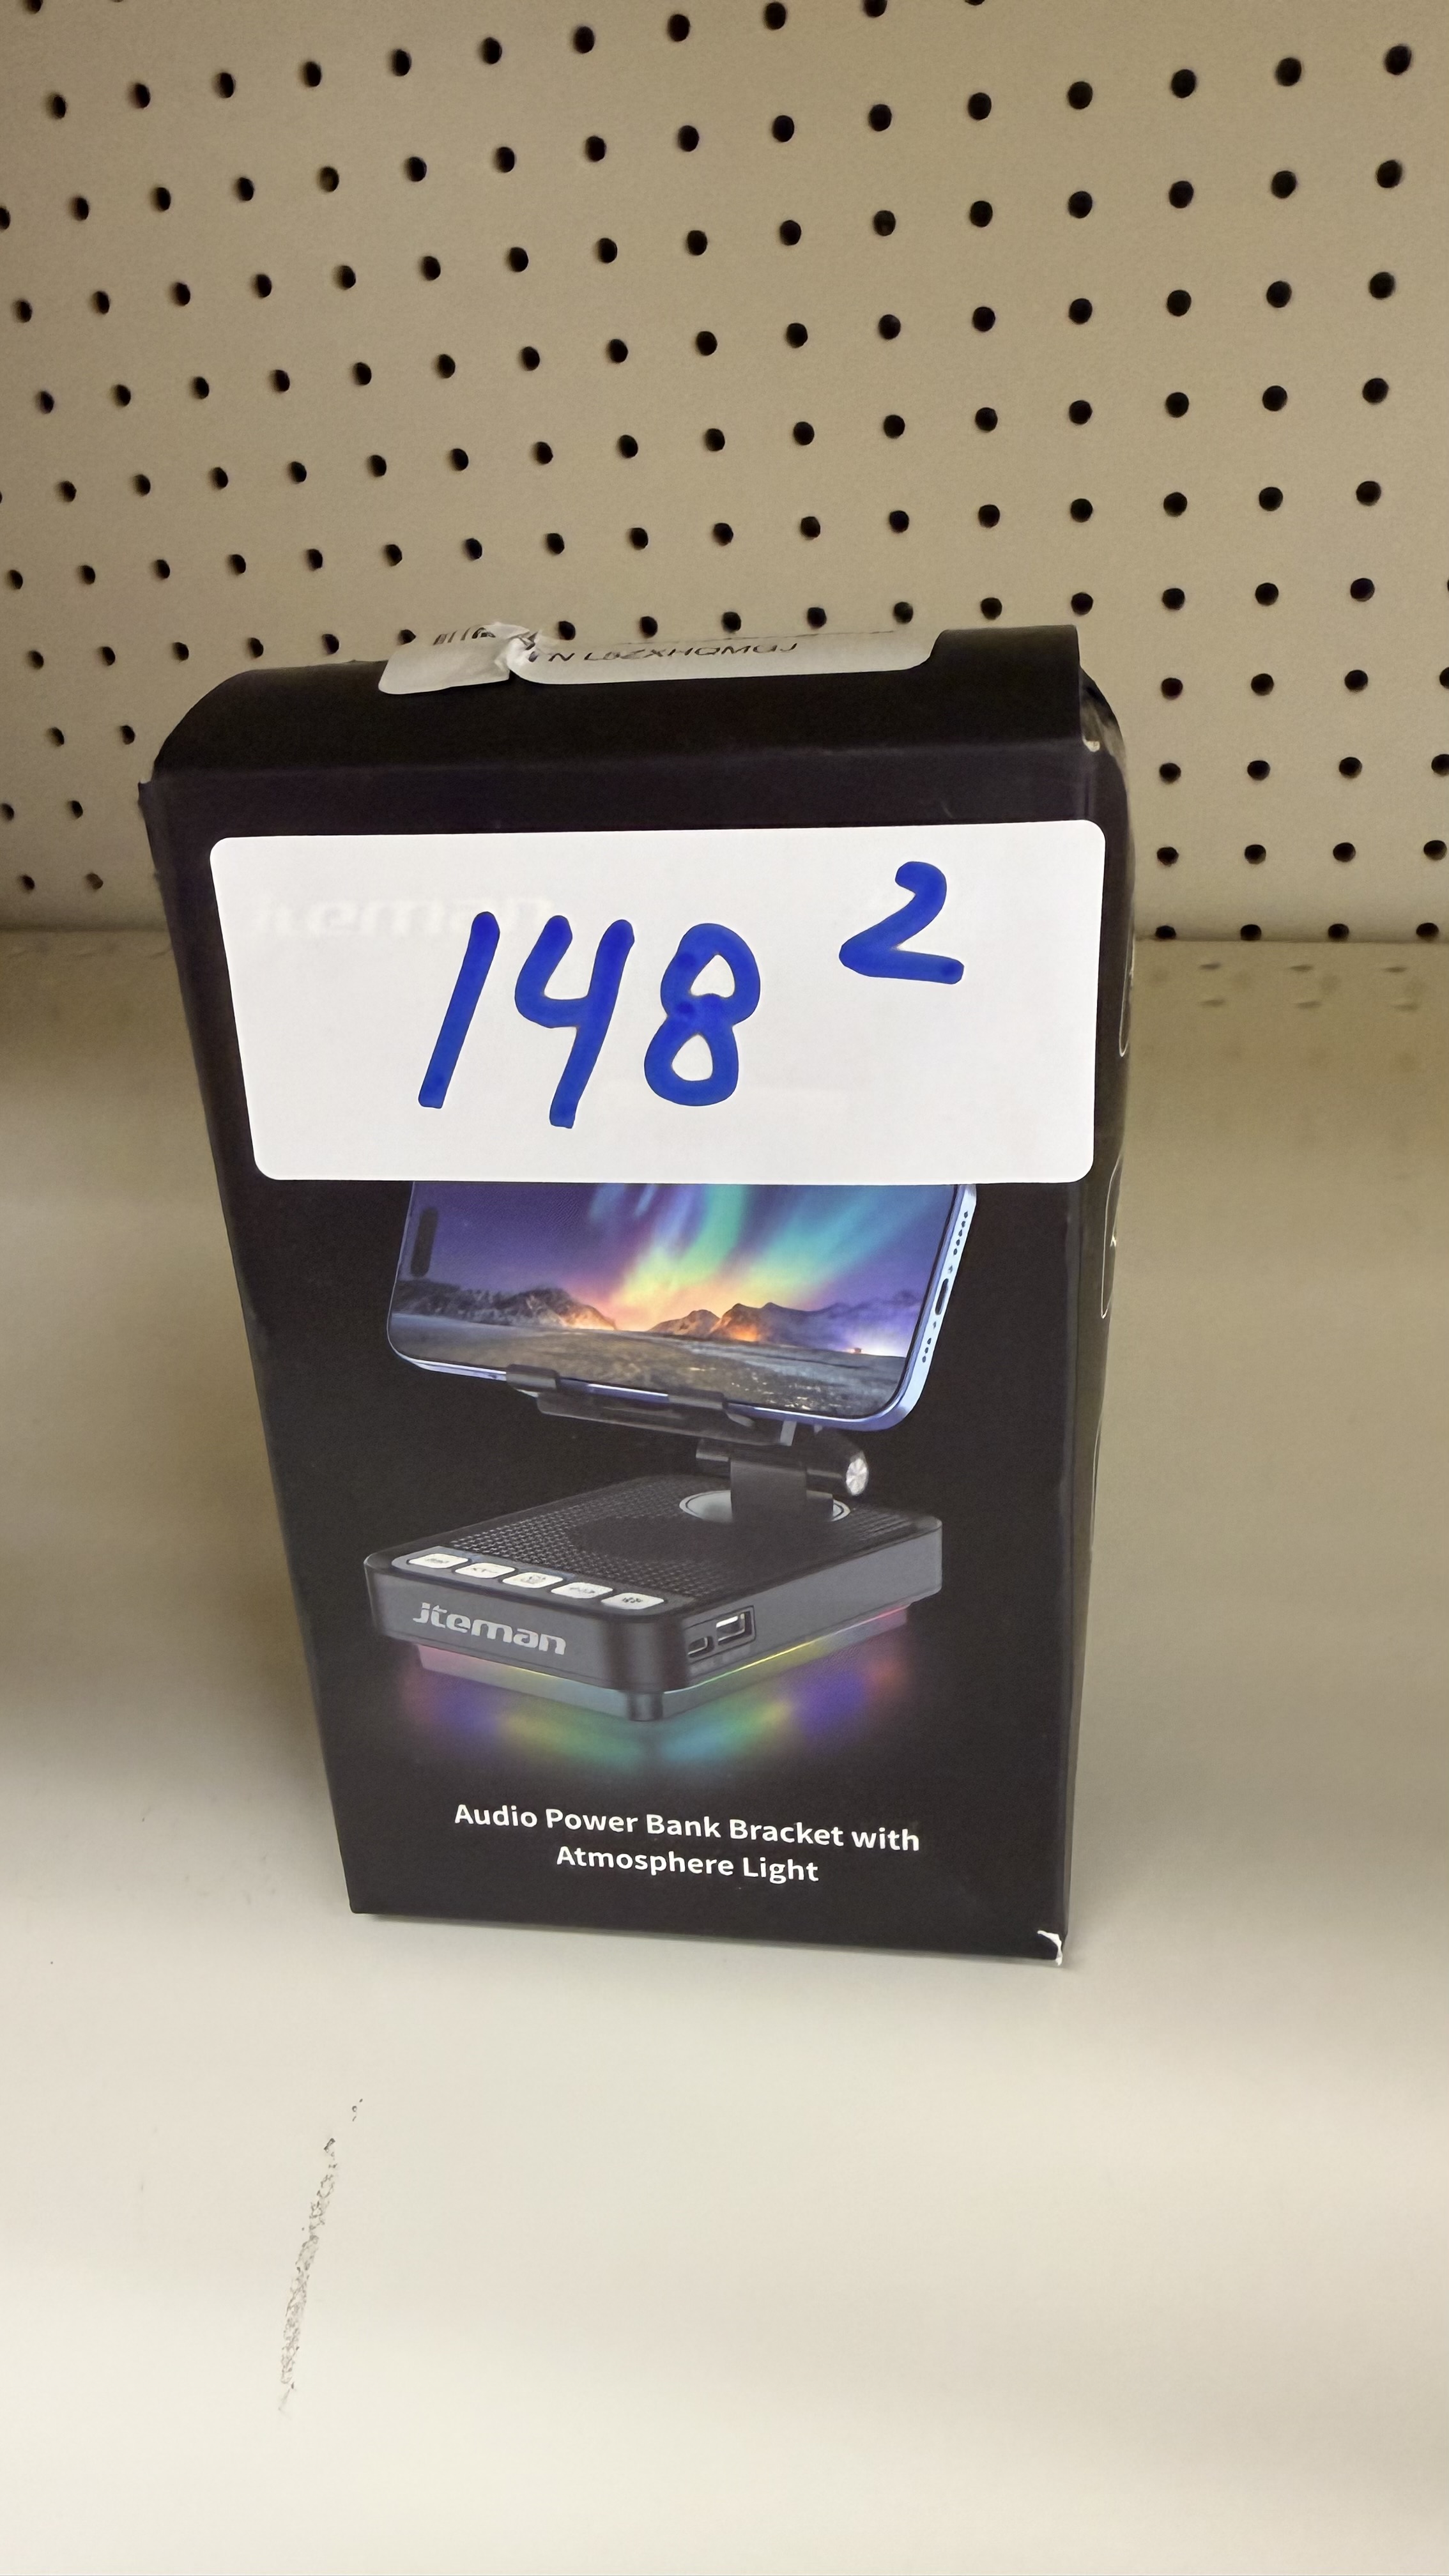 148 2
jteman
Audio Power Bank Bracket with
Atmosphere Light